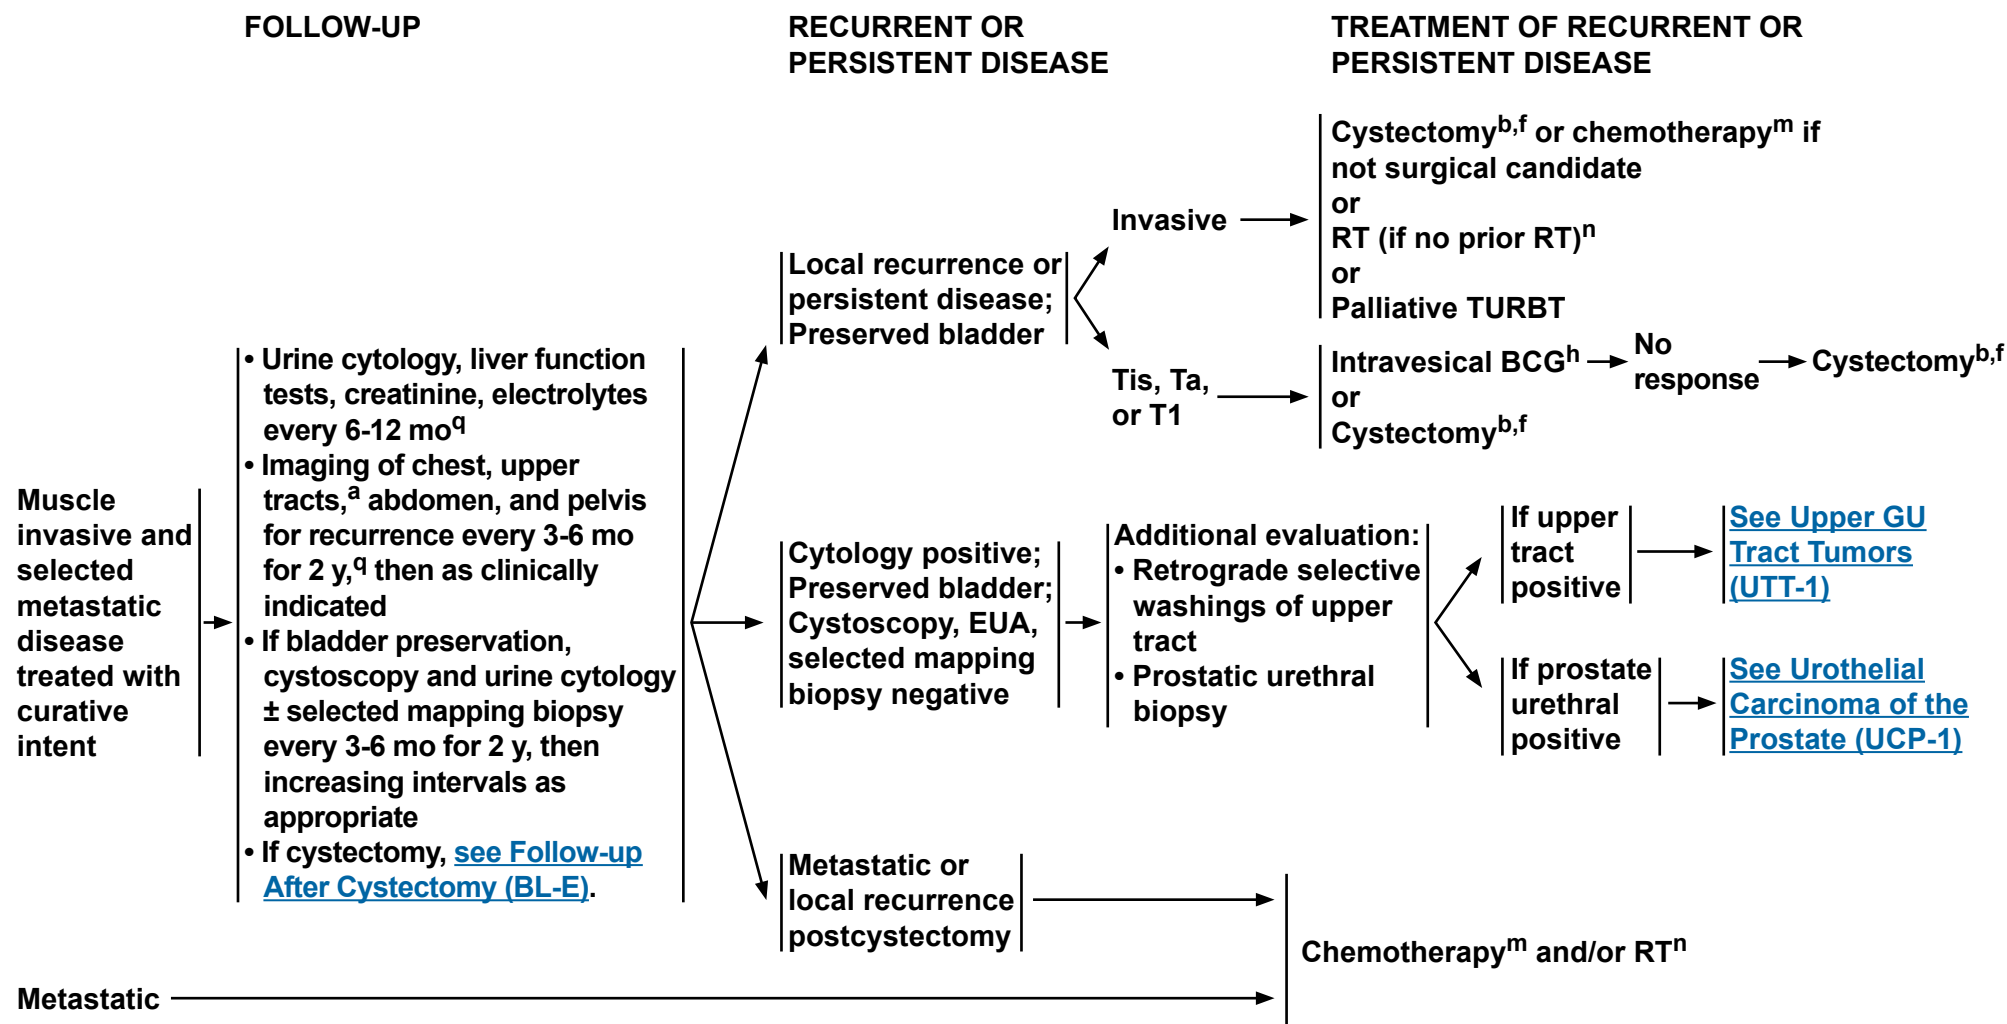 FOLLOW-UP
RECURRENT OR
PERSISTENT DISEASE
TREATMENT OF RECURRENT OR
PERSISTENT DISEASE
Muscle
invasive and
selected
metastatic
disease
treated with
curative
intent
• Urine cytology, liver function
tests, creatinine, electrolytes
every 6-12 mo^q
• Imaging of chest, upper
tracts,^a abdomen, and pelvis
for recurrence every 3-6 mo
for 2 y,^q then as clinically
indicated
• If bladder preservation,
cystoscopy and urine cytology
± selected mapping biopsy
every 3-6 mo for 2 y, then
increasing intervals as
appropriate
• If cystectomy, see Follow-up
After Cystectomy (BL-E).
Local recurrence or
persistent disease;
Preserved bladder
Invasive
Cystectomy^b,f or chemotherapy^m if
not surgical candidate
or
RT (if no prior RT)^n
or
Palliative TURBT
Tis, Ta,
or T1
Intravesical BCG^h
or
Cystectomy^b,f
No
response
Cystectomy^b,f
Cytology positive;
Preserved bladder;
Cystoscopy, EUA,
selected mapping
biopsy negative
Additional evaluation:
• Retrograde selective
washings of upper
tract
• Prostatic urethral
biopsy
If upper
tract
positive
See Upper GU
Tract Tumors
(UTT-1)
If prostate
urethral
positive
See Urothelial
Carcinoma of the
Prostate (UCP-1)
Metastatic or
local recurrence
postcystectomy
Metastatic
Chemotherapy^m and/or RT^n